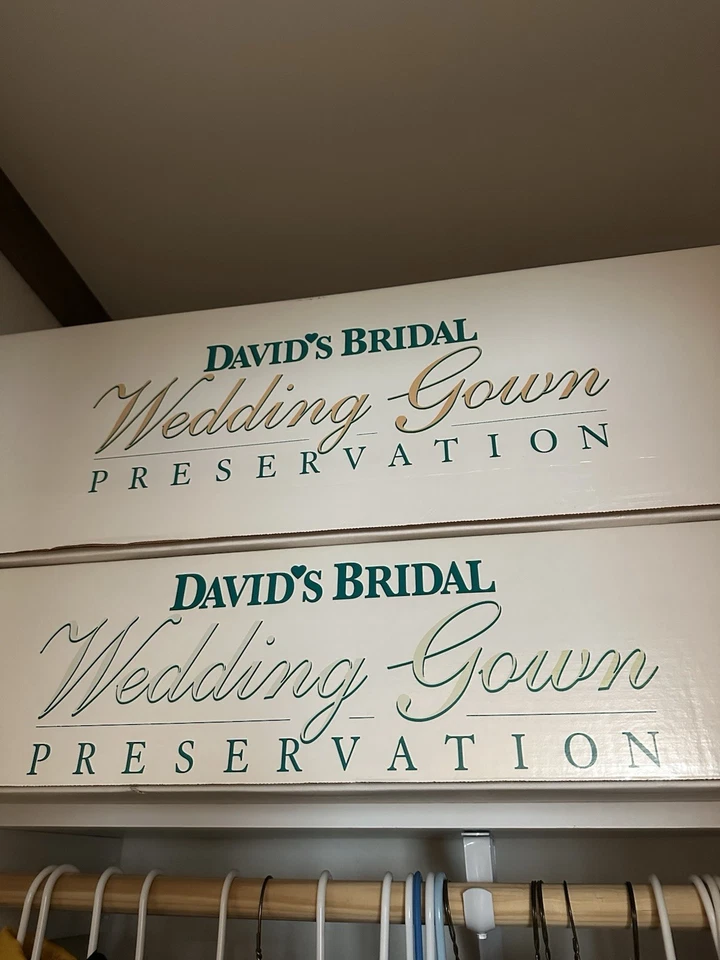 DAVID'S BRIDAL
Wedding Gown
PRESERVATION
DAVID'S BRIDAL
Wedding Gown
PRESERVATION